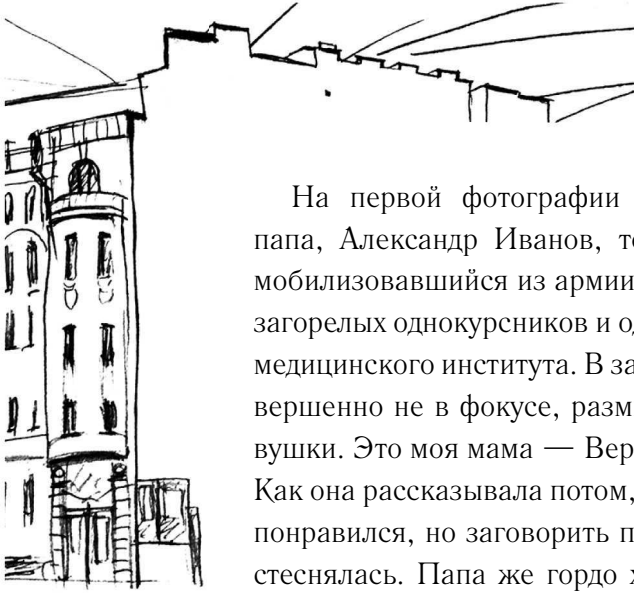 На первой фотографии
папа, Александр Иванов,
мобилизовавшийся из армии
загорелых однокурсников и
медицинского института. В
вершенно не в фокусе,
вушки. Это моя мама —
Как она рассказывала потом,
понравился, но заговорить
стеснялась. Папа же гордо